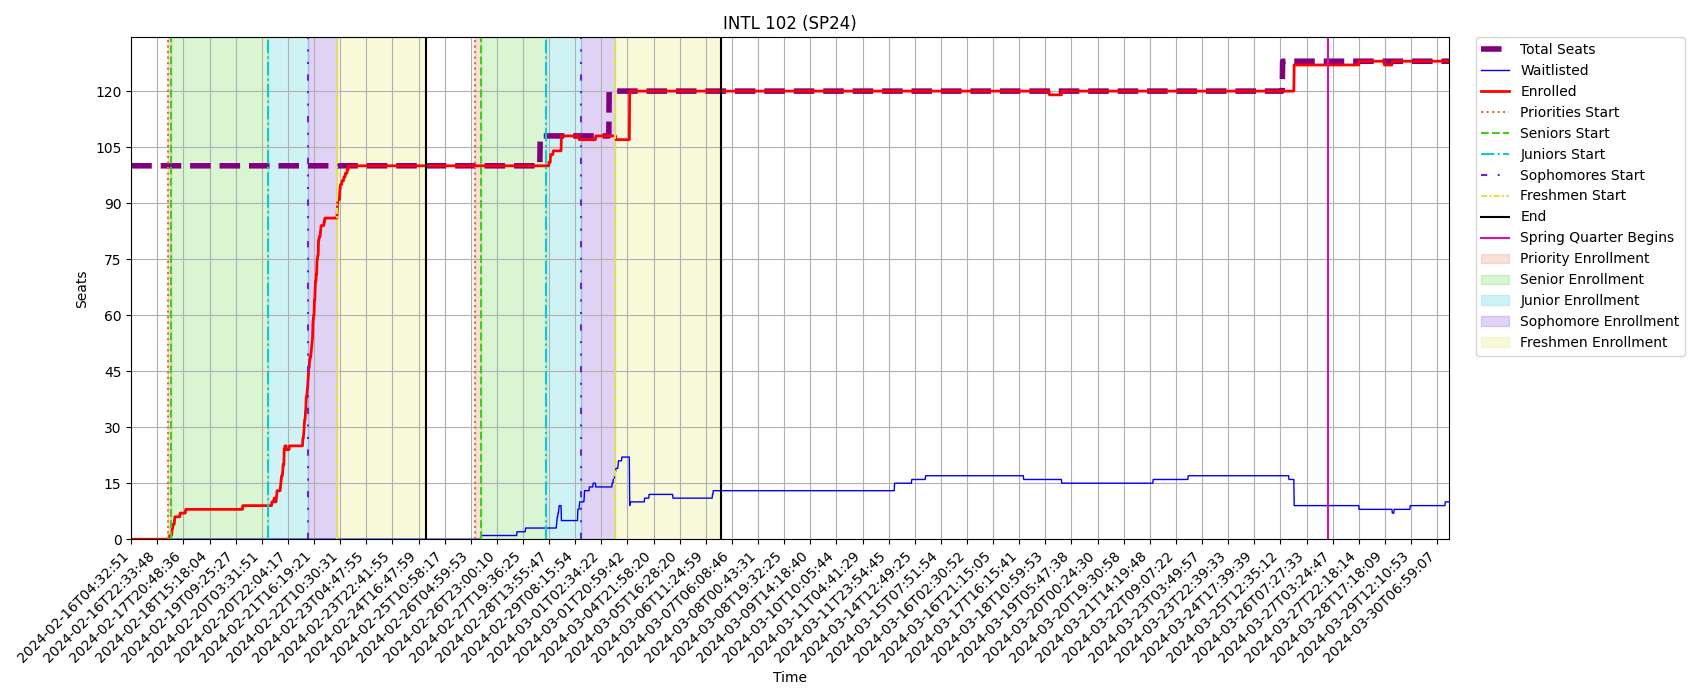 INTL 102 (SP24)
Seats
120
105
90
75
60
45
30
15
0
2024-02-16T04:32:51
2024-02-16T22:33:48
2024-02-17T20:48:36
2024-02-18T15:18:04
2024-02-19T09:25:27
2024-02-20T03:31:51
2024-02-20T22:04:17
2024-02-21T16:19:21
2024-02-22T10:30:31
2024-02-23T04:47:55
2024-02-23T22:41:55
2024-02-24T16:47:59
2024-02-25T10:58:17
2024-02-26T04:59:53
2024-02-26T23:00:10
2024-02-27T19:36:25
2024-02-28T13:55:47
2024-02-29T08:15:54
2024-03-01T02:34:22
2024-03-01T20:59:42
2024-03-04T21:58:20
2024-03-05T16:28:20
2024-03-06T11:24:59
2024-03-07T06:08:46
2024-03-08T00:43:31
2024-03-08T19:32:25
2024-03-09T14:18:40
2024-03-10T10:05:44
2024-03-11T04:41:29
2024-03-11T23:54:45
2024-03-14T12:49:25
2024-03-15T07:51:54
2024-03-16T02:30:52
2024-03-16T21:15:05
2024-03-17T16:15:41
2024-03-18T10:59:53
2024-03-19T05:47:38
2024-03-20T00:24:30
2024-03-20T19:30:58
2024-03-21T14:19:48
2024-03-22T09:07:22
2024-03-23T03:49:57
2024-03-23T22:39:33
2024-03-24T17:39:39
2024-03-25T12:35:12
2024-03-26T07:27:33
2024-03-27T03:24:47
2024-03-27T22:18:14
2024-03-28T17:18:09
2024-03-29T12:10:53
2024-03-30T06:59:07
Time
Total Seats
Waitlisted
Enrolled
Priorities Start
Seniors Start
Juniors Start
Sophomores Start
Freshmen Start
End
Spring Quarter Begins
Priority Enrollment
Senior Enrollment
Junior Enrollment
Sophomore Enrollment
Freshmen Enrollment